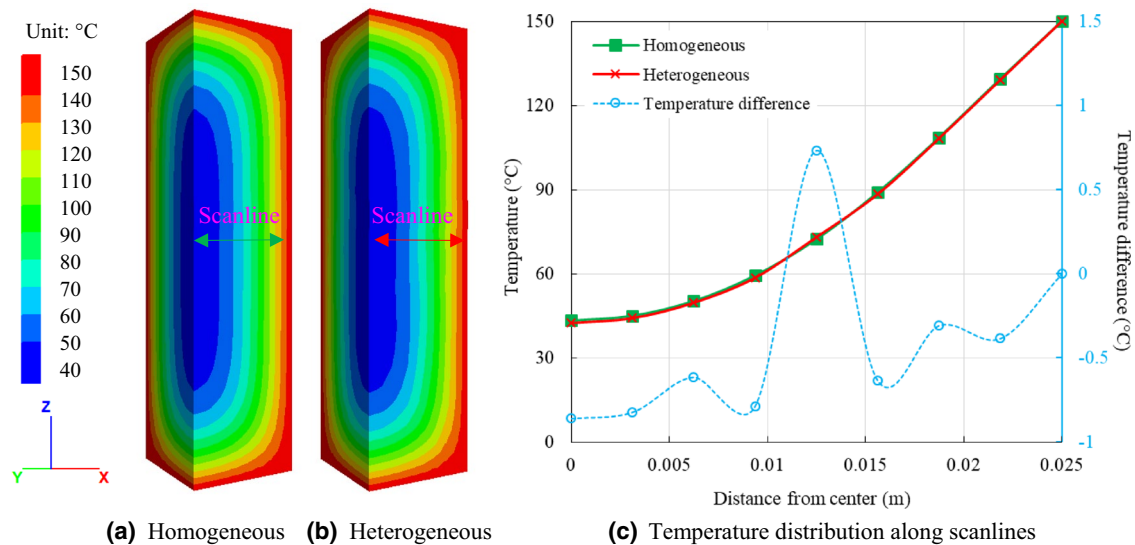 Unit: °C
150
140
130
120
110
100
90
80
70
60
50
40
Z
Y
X
Scanline
Scanline
(a) Homogeneous
(b) Heterogeneous
Homogeneous
Heterogeneous
Temperature difference
Temperature (°C)
150
120
90
60
30
0
0
0.005
0.01
0.015
0.02
0.025
Distance from center (m)
1.5
1
0.5
0
-0.5
-1
Temperature difference
(°C)
(c) Temperature distribution along scanlines